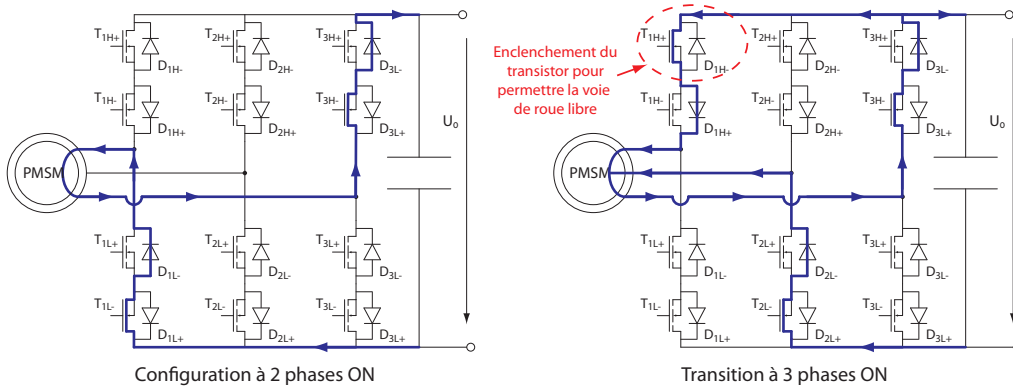 T1H+
D1H-
T2H+
D2H-
T3H+
D3L-
T1H-
D1H+
T2H-
D2H+
T3H-
D3L+
Uo
PMSM
T1L+
D1L-
T2L+
D2L-
T3L+
D3L-
T1L-
D1L+
T2L-
D2L+
T3L-
D3L+
Configuration à 2 phases ON
Enclenchement du
transistor pour
permettre la voie
de roue libre
T1H+
D1H-
T2H+
D2H-
T3H+
D3L-
T1H-
D1H+
T2H-
D2H+
T3H-
D3L+
Uo
PMSM
T1L+
D1L-
T2L+
D2L-
T3L+
D3L-
T1L-
D1L+
T2L-
D2L+
T3L-
D3L+
Transition à 3 phases ON